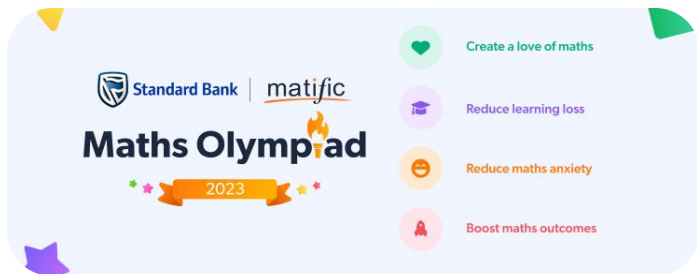 Standard Bank | matific
Maths Olympiad
2023
Create a love of maths
Reduce learning loss
Reduce maths anxiety
Boost maths outcomes